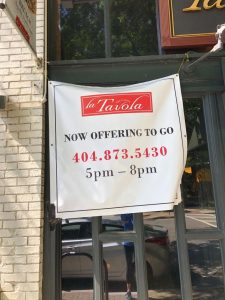 la Tavola
NOW OFFERING TO GO
404.873.5430
5pm – 8pm